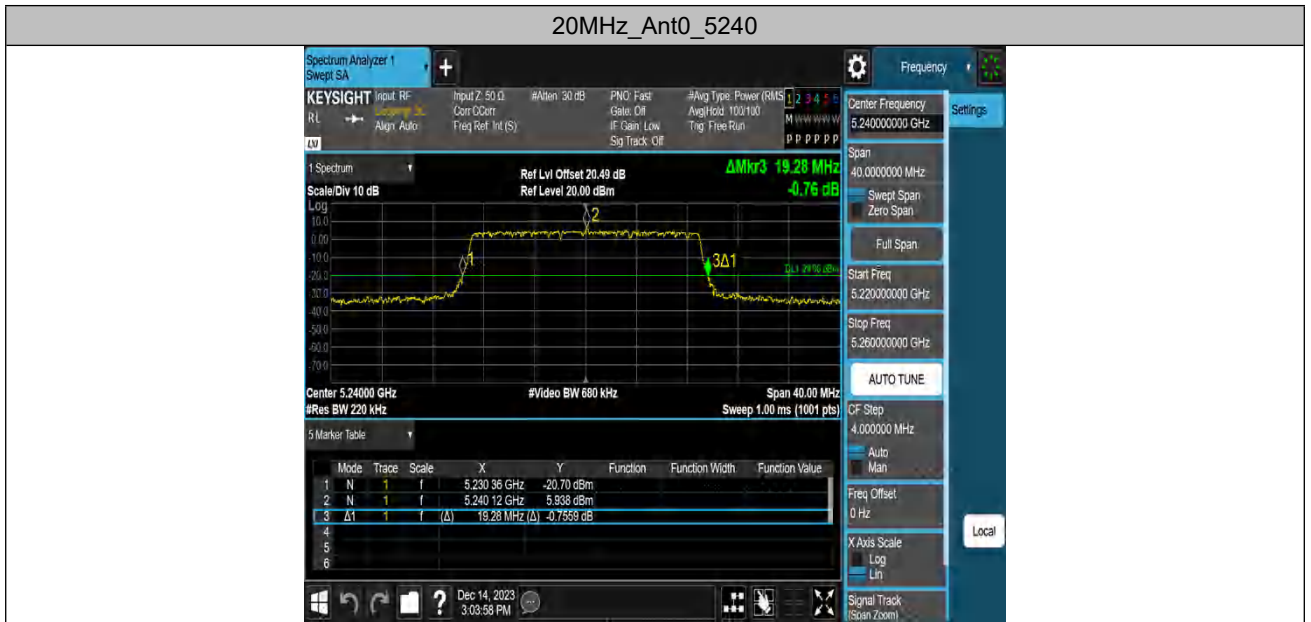 20MHz_Ant0_5240
Spectrum Analyzer 1
Swept SA
+
Frequency
KEYSIGHT Input: RF
RL
Align: Auto
LXI
Input Z: 50 Ω
Corr CCorr
Freq Ref: Int (S)
#Atten: 30 dB
PNO: Fast
Gate: Off
IF Gain: Low
Sig Track: Off
#Avg Type: Power (RMS
Avg|Hold: 100/100
Trig: Free Run
1 2 3 4 5 6
M W W W W W
P P P P P P
Center Frequency
5.240000000 GHz
Settings
Span
40.0000000 MHz
Swept Span
Zero Span
Full Span
Start Freq
5.220000000 GHz
Stop Freq
5.260000000 GHz
AUTO TUNE
CF Step
4.000000 MHz
Auto
Man
Freq Offset
0 Hz
X Axis Scale
Log
Lin
Signal Track
(Span Zoom)
Local
1 Spectrum
Scale/Div 10 dB
Ref Lvl Offset 20.49 dB
Ref Level 20.00 dBm
ΔMkr3 19.28 MHz
-0.76 dB
Log
10.0
0.00
-10.0
-20.0
-30.0
-40.0
-50.0
-60.0
-70.0
1
2
3Δ1
Center 5.24000 GHz
#Video BW 680 kHz
Span 40.00 MHz
#Res BW 220 kHz
Sweep 1.00 ms (1001 pts)
5 Marker Table
Mode Trace Scale X Y Function Function Width Function Value
1 N 1 f 5.230 36 GHz -20.70 dBm
2 N 1 f 5.240 12 GHz 5.938 dBm
3 Δ1 1 f (Δ) 19.28 MHz (Δ) -0.7559 dB
4
5
6
?
Dec 14, 2023
3:03:58 PM